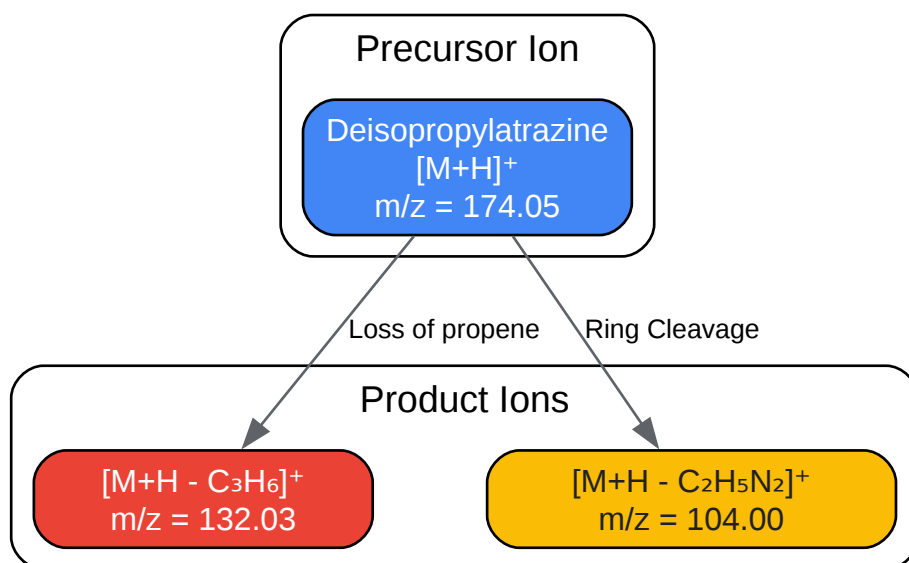 Precursor Ion
Deisopropylatrazine
[M+H]⁺
m/z = 174.05
Loss of propene
Ring Cleavage
Product Ions
[M+H - C₃H₆]⁺
m/z = 132.03
[M+H - C₂H₅N₂]⁺
m/z = 104.00